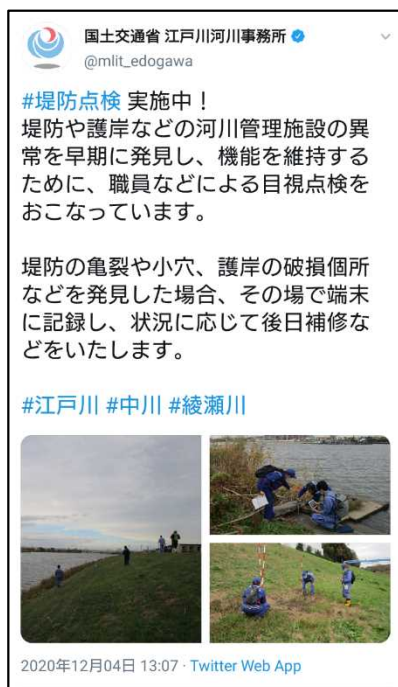 国土交通省 江戸川河川事務所
@mlit_edogawa
#堤防点検 実施中！
堤防や護岸などの河川管理施設の異
常を早期に発見し、機能を維持する
ために、職員などによる目視点検を
おこなっています。
堤防の亀裂や小穴、護岸の破損個所
などを発見した場合、その場で端末
に記録し、状況に応じて後日補修な
どをいたします。
#江戸川 #中川 #綾瀬川
2020年12月04日 13:07 · Twitter Web App